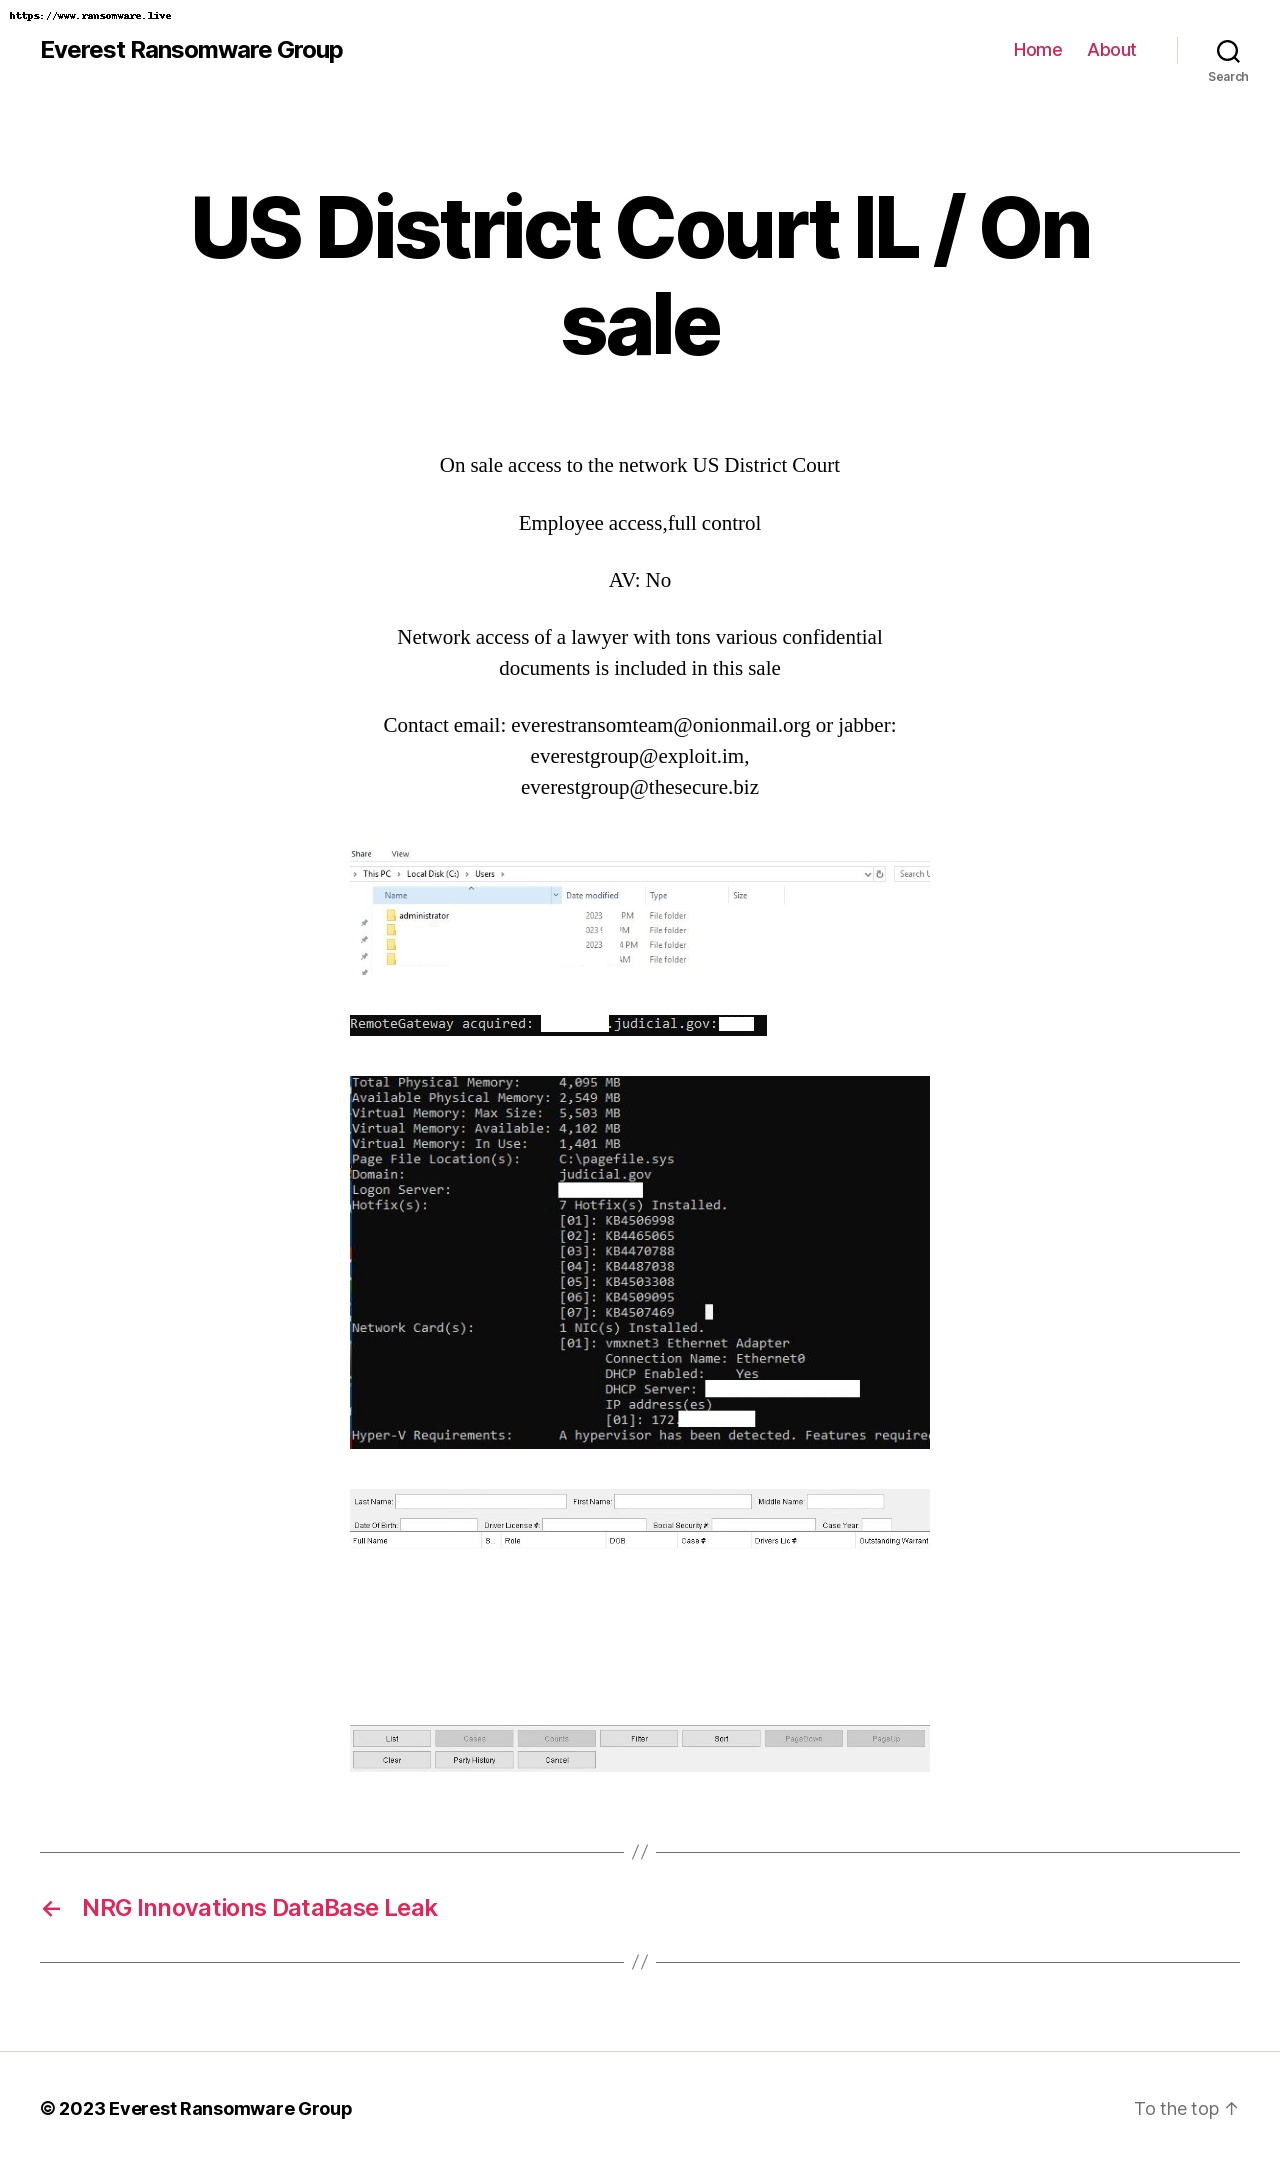 https://www.ransomware.live
Everest Ransomware Group
Home About
Search
US District Court IL / On
sale
On sale access to the network US District Court
Employee access,full control
AV: No
Network access of a lawyer with tons various confidential
documents is included in this sale
Contact email: everestransomteam@onionmail.org or jabber:
everestgroup@exploit.im,
everestgroup@thesecure.biz
Share View
This PC Local Disk (C:) Users Search U
Name Date modified Type Size
administrator 2023 PM File folder
023 9 PM File folder
2023 4 PM File folder
AM File folder
RemoteGateway acquired: .judicial.gov:
Total Physical Memory: 4,095 MB
Available Physical Memory: 2,549 MB
Virtual Memory: Max Size: 5,503 MB
Virtual Memory: Available: 4,102 MB
Virtual Memory: In Use: 1,401 MB
Page File Location(s): C:\pagefile.sys
Domain: judicial.gov
Logon Server:
Hotfix(s): 7 Hotfix(s) Installed.
[01]: KB4506998
[02]: KB4465065
[03]: KB4470788
[04]: KB4487038
[05]: KB4503308
[06]: KB4509095
[07]: KB4507469
Network Card(s): 1 NIC(s) Installed.
[01]: vmxnet3 Ethernet Adapter
Connection Name: Ethernet0
DHCP Enabled: Yes
DHCP Server:
IP address(es)
[01]: 172.
Hyper-V Requirements: A hypervisor has been detected. Features required
Last Name: First Name: Middle Name:
Date Of Birth: Driver License #: Social Security #: Case Year:
Full Name S... Role DOB Case # Drivers Lic # Outstanding Warrant
List Cases Counts Filter Sort PageDown PageUp
Clear Party History Cancel
← NRG Innovations DataBase Leak
© 2023 Everest Ransomware Group
To the top ↑